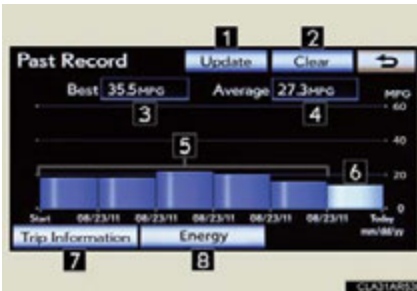 1 2
Past Record Update Clear
Best 35.5MPG Average 27.3MPG MPG
3 4 60
5 40
6 20
0
Start 08/23/11 08/23/11 08/23/11 08/23/11 08/23/11 Today
mm/dd/yy
Trip Information Energy
7 8
CLA31AR53